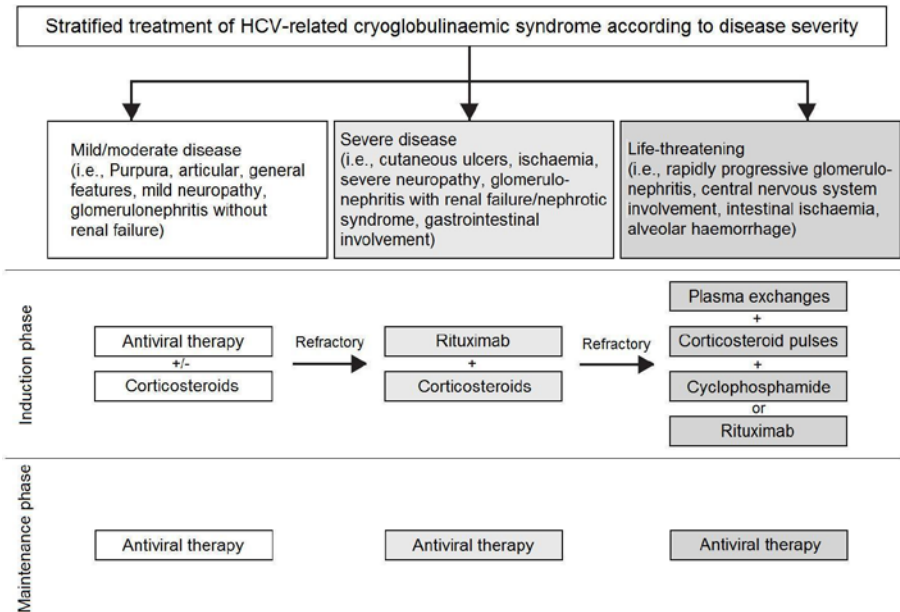 Stratified treatment of HCV-related cryoglobulinaemic syndrome according to disease severity
Mild/moderate disease
(i.e., Purpura, articular, general
features, mild neuropathy,
glomerulonephritis without
renal failure)
Severe disease
(i.e., cutaneous ulcers, ischaemia,
severe neuropathy, glomerulo-
nephritis with renal failure/nephrotic
syndrome, gastrointestinal
involvement)
Life-threatening
(i.e., rapidly progressive glomerulo-
nephritis, central nervous system
involvement, intestinal ischaemia,
alveolar haemorrhage)
Induction phase
Antiviral therapy
+/-
Corticosteroids
Refractory
Rituximab
+
Corticosteroids
Refractory
Plasma exchanges
+
Corticosteroid pulses
+
Cyclophosphamide
or
Rituximab
Maintenance phase
Antiviral therapy
Antiviral therapy
Antiviral therapy